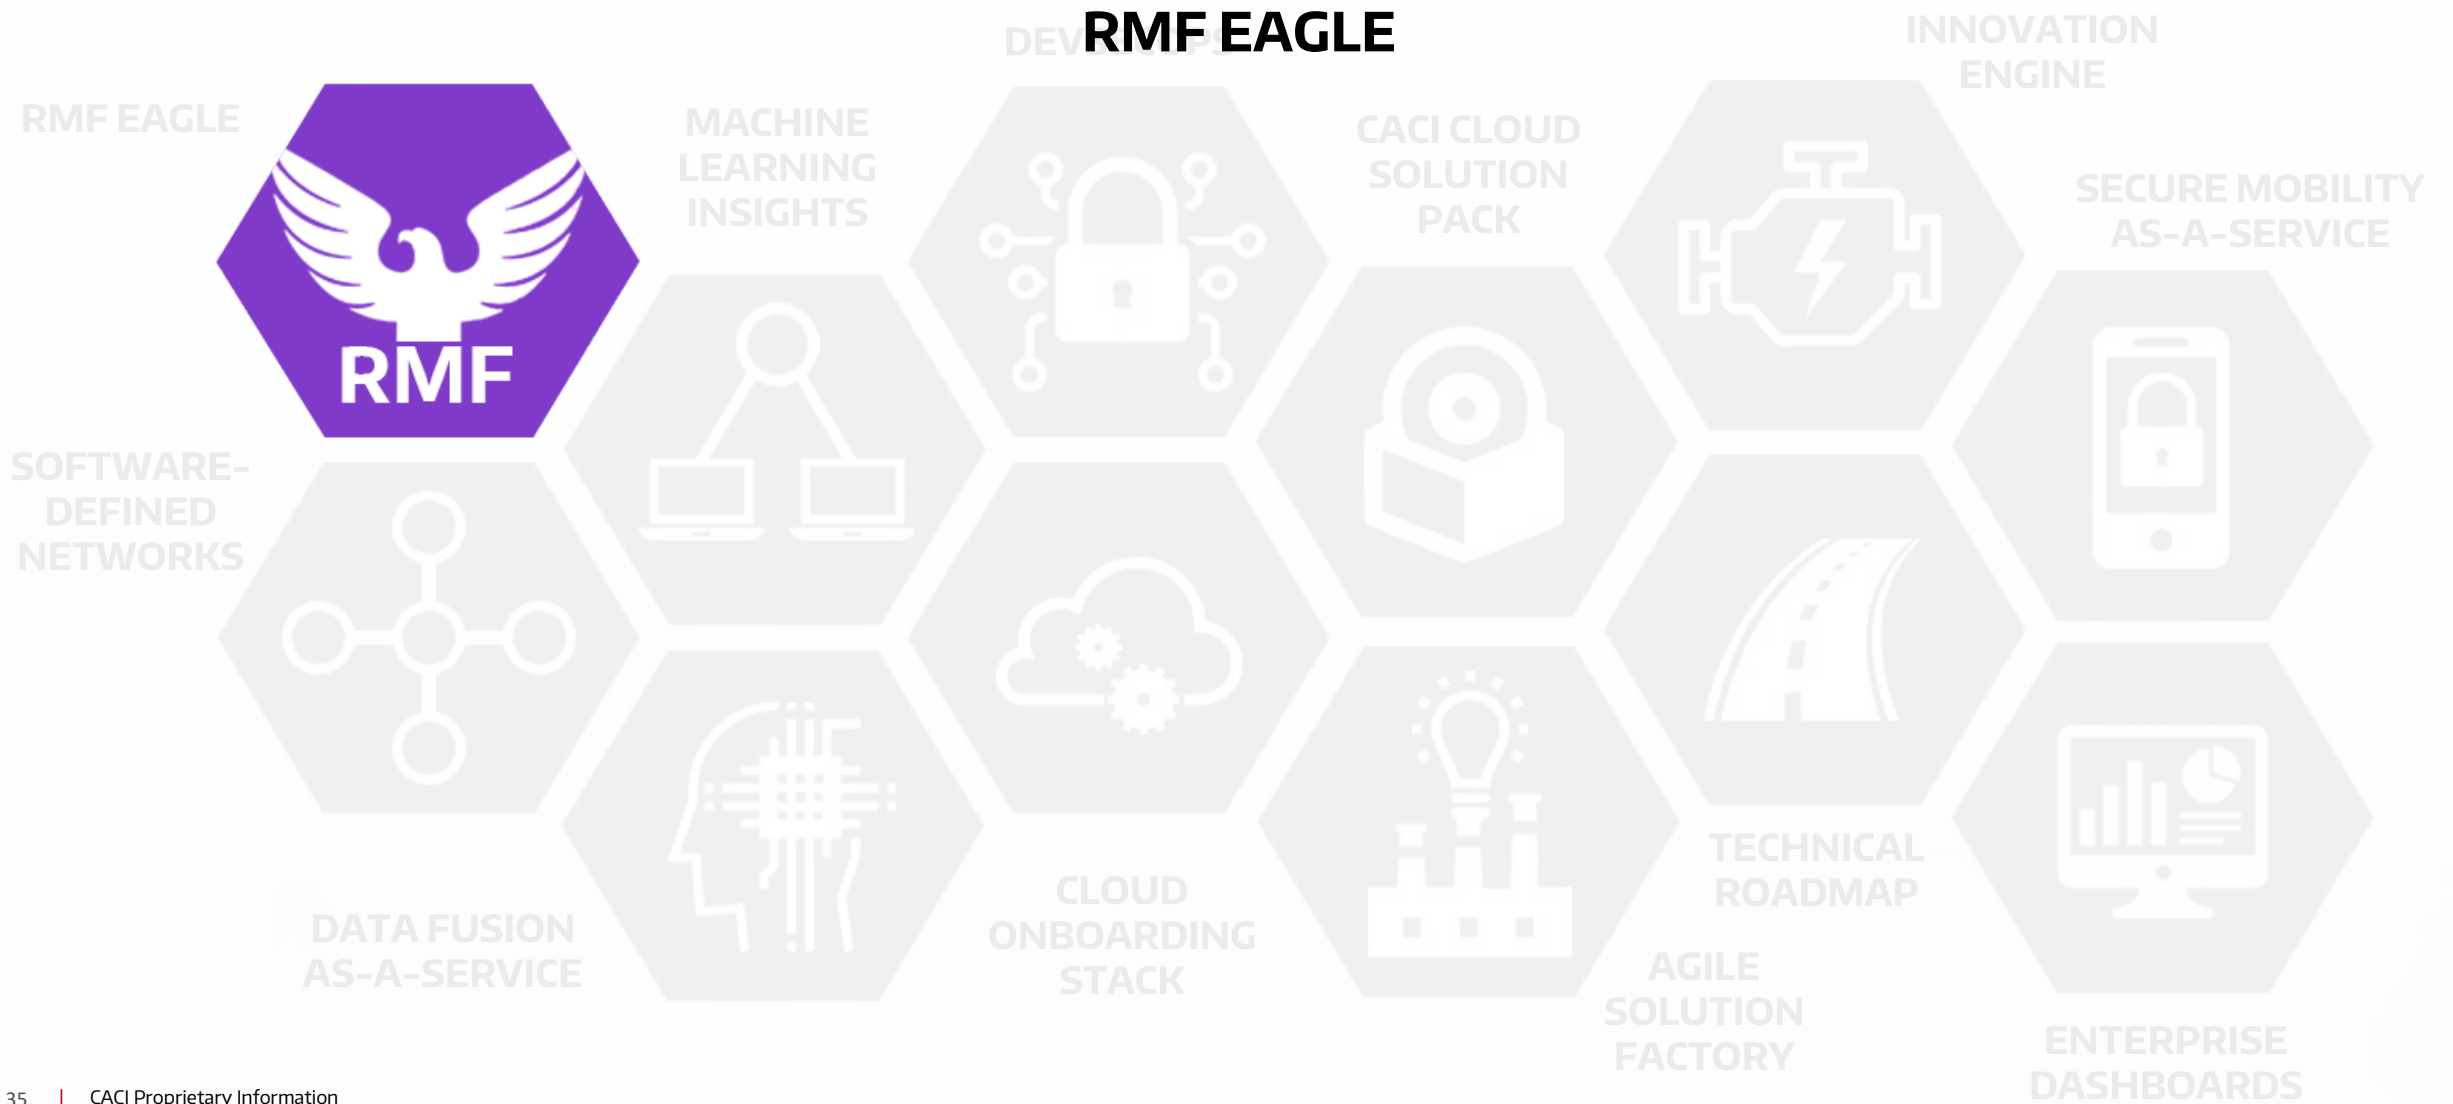 RMF EAGLE
DEVSECOPS
INNOVATION
ENGINE
RMF EAGLE
MACHINE
LEARNING
INSIGHTS
CACI CLOUD
SOLUTION
PACK
SECURE MOBILITY
AS-A-SERVICE
RMF
SOFTWARE-
DEFINED
NETWORKS
TECHNICAL
ROADMAP
CLOUD
ONBOARDING
STACK
DATA FUSION
AS-A-SERVICE
AGILE
SOLUTION
FACTORY
ENTERPRISE
DASHBOARDS
35 | CACI Proprietary Information